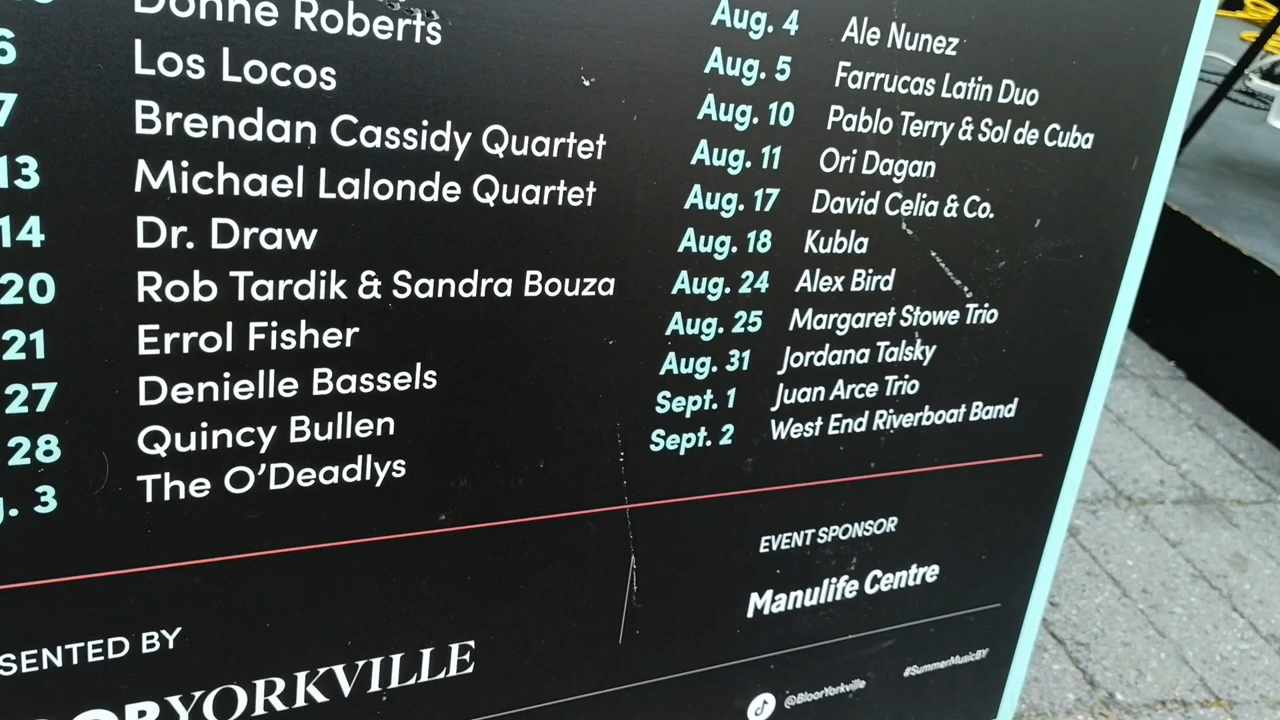 Donne Roberts
6 Los Locos
7 Brendan Cassidy Quartet
13 Michael Lalonde Quartet
14 Dr. Draw
20 Rob Tardik & Sandra Bouza
21 Errol Fisher
27 Denielle Bassels
28 Quincy Bullen
. 3 The O'Deadlys
Aug. 4 Ale Nunez
Aug. 5 Farrucas Latin Duo
Aug. 10 Pablo Terry & Sol de Cuba
Aug. 11 Ori Dagan
Aug. 17 David Celia & Co.
Aug. 18 Kubla
Aug. 24 Alex Bird
Aug. 25 Margaret Stowe Trio
Aug. 31 Jordana Talsky
Sept. 1 Juan Arce Trio
Sept. 2 West End Riverboat Band
EVENT SPONSOR
Manulife Centre
SENTED BY
OORYORKVILLE
@BloorYorkville
#SummerMusicBY